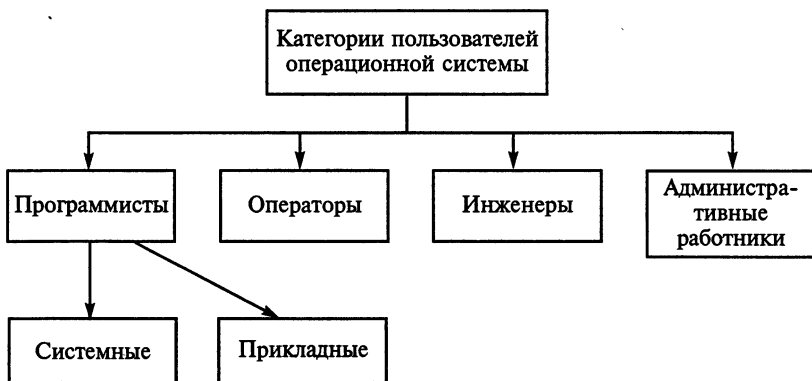 Категории пользователей
операционной системы
Программисты
Операторы
Инженеры
Администра-
тивные
работники
Системные
Прикладные